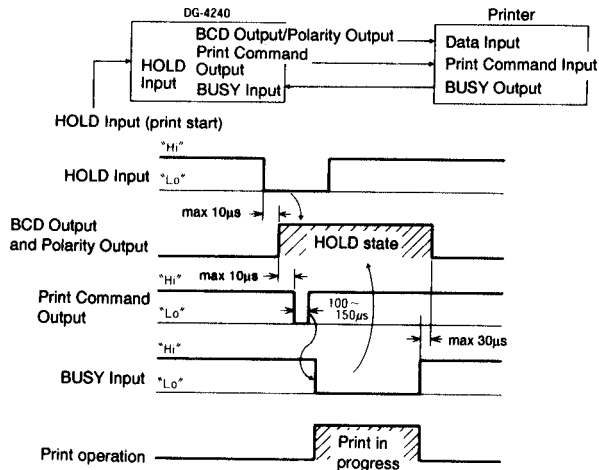 DG-4240
Printer
BCD Output/Polarity Output
Data Input
Print Command
Output
Print Command Input
HOLD
Input
BUSY Input
BUSY Output
HOLD Input (print start)
"Hi"
HOLD Input
"Lo"
max 10μs
BCD Output
and Polarity Output
HOLD state
"Hi"
max 10μs
Print Command
Output
"Lo"
100~
150μs
"Hi"
max 30μs
BUSY Input
"Lo"
Print operation
Print in
progress